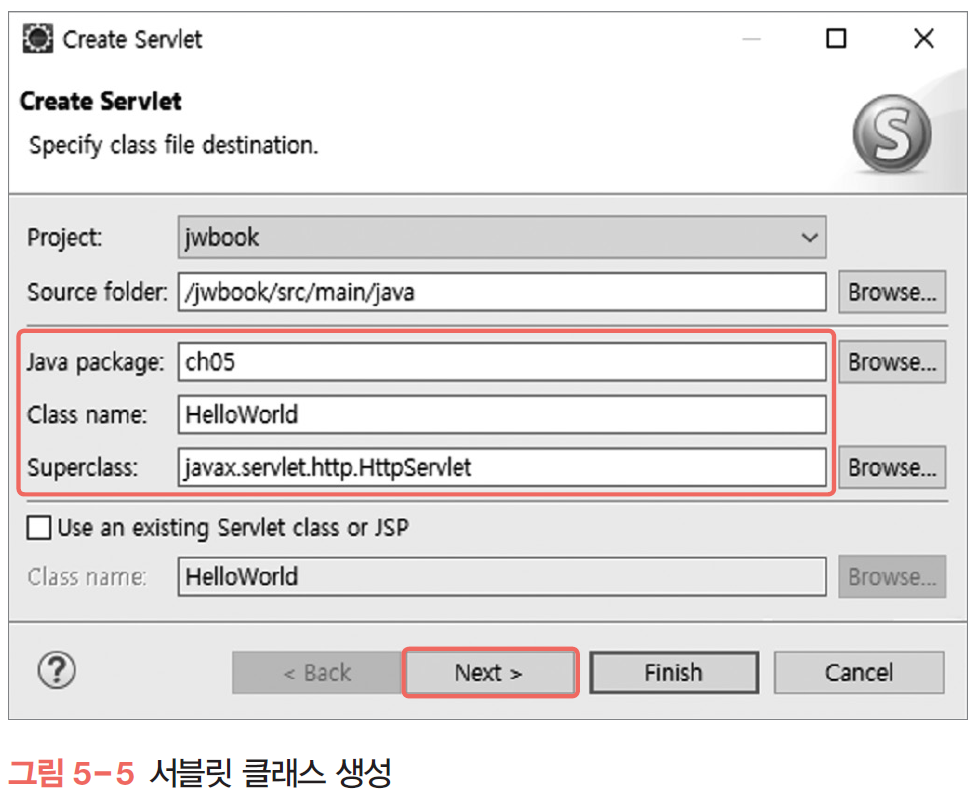 Create Servlet
Create Servlet
Specify class file destination.
S
Project: jwbook
Source folder: /jwbook/src/main/java Browse...
Java package: ch05 Browse...
Class name: HelloWorld
Superclass: javax.servlet.http.HttpServlet Browse...
Use an existing Servlet class or JSP
Class name: HelloWorld Browse...
? < Back Next > Finish Cancel
그림 5-5 서블릿 클래스 생성